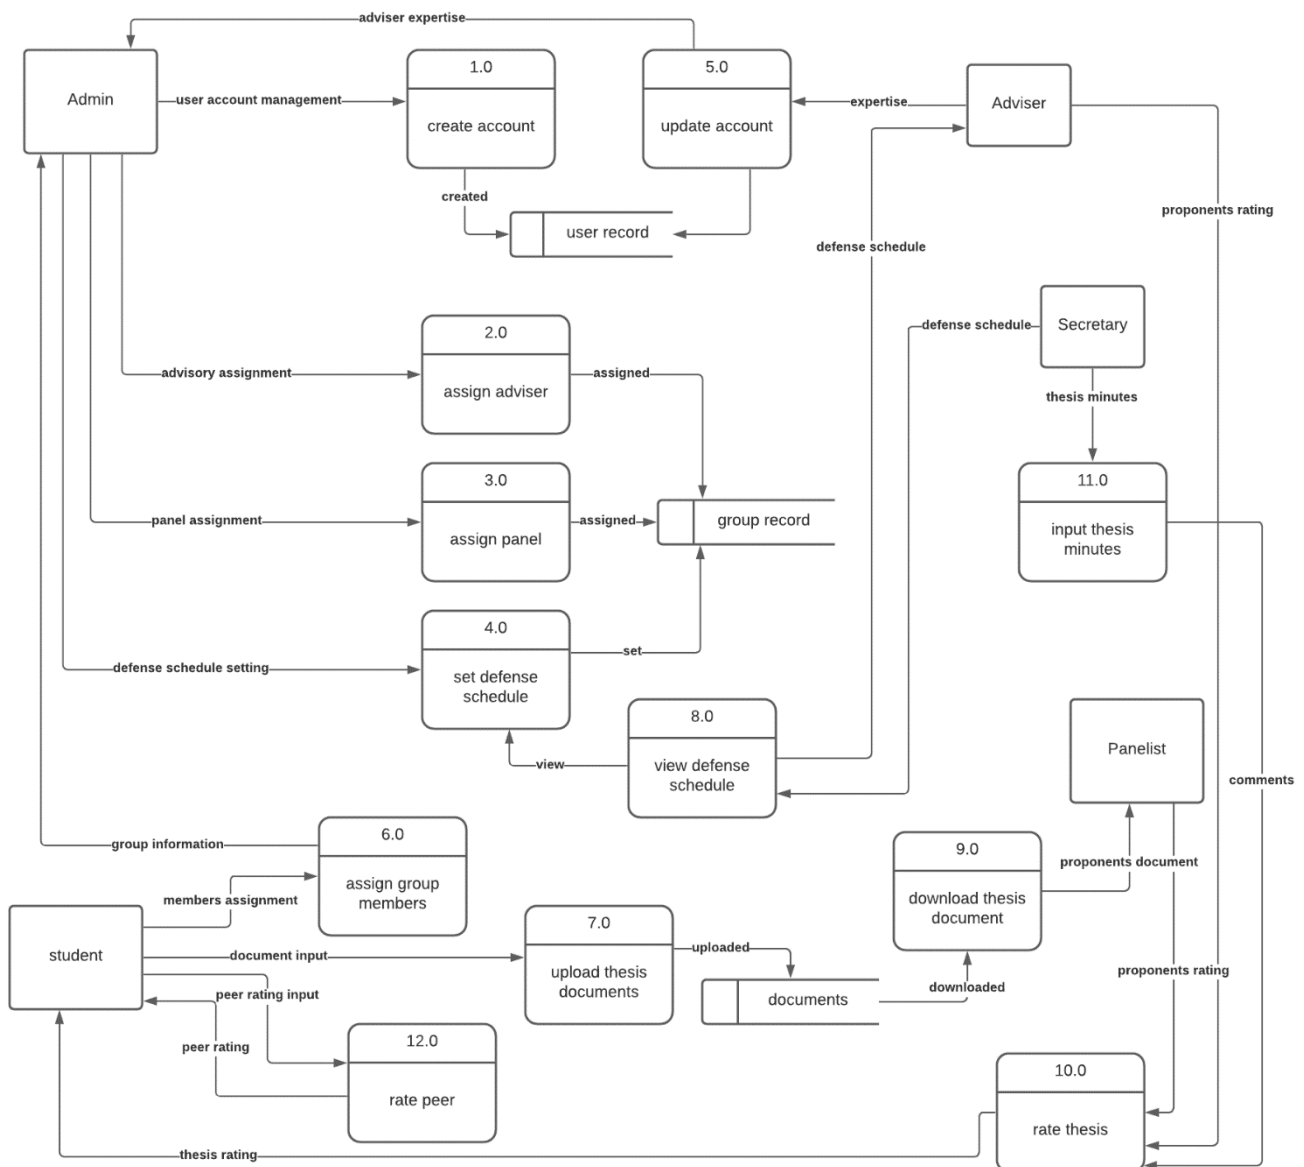 adviser expertise
1.0
5.0
Admin
user account management
expertise
Adviser
create account
update account
created
proponents rating
user record
defense schedule
defense schedule
Secretary
2.0
advisory assignment
assigned
assign adviser
thesis minutes
3.0
11.0
panel assignment
assigned
group record
assign panel
input thesis
minutes
4.0
set
defense schedule setting
set defense
schedule
8.0
view
view defense
schedule
Panelist
comments
6.0
group information
9.0
proponents document
assign group
members
members assignment
download thesis
document
7.0
student
document input
uploaded
upload thesis
documents
proponents rating
peer rating input
downloaded
documents
12.0
peer rating
10.0
rate peer
rate thesis
thesis rating